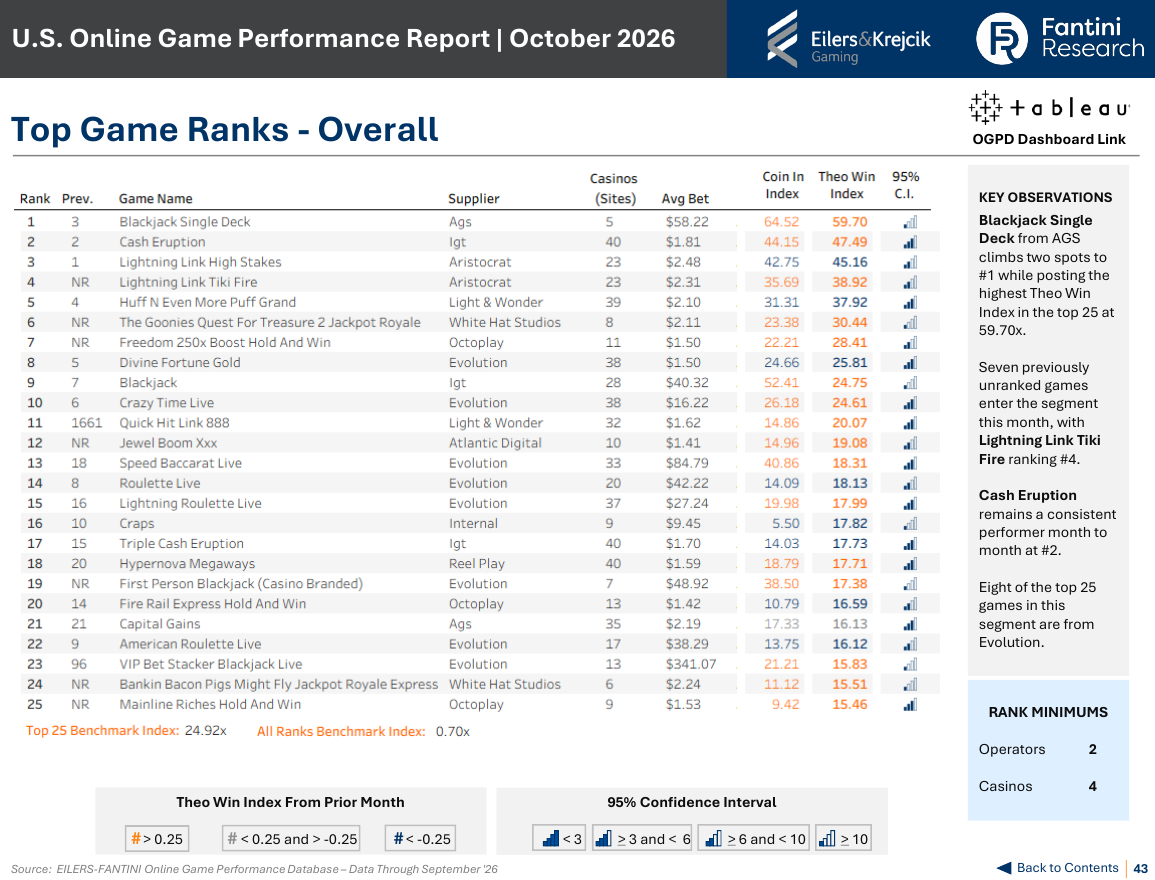 U.S. Online Game Performance Report | October 2026
Eilers&Krejcik
Gaming
Fantini
Research
Top Game Ranks - Overall
+ a b | e a u
OGPD Dashboard Link
Rank Prev. Game Name Supplier Casinos (Sites) Avg Bet Coin In Index Theo Win Index 95% C.I.
1 3 Blackjack Single Deck Ags 5 $58.22 64.52 59.70
2 2 Cash Eruption Igt 40 $1.81 44.15 47.49
3 1 Lightning Link High Stakes Aristocrat 23 $2.48 42.75 45.16
4 NR Lightning Link Tiki Fire Aristocrat 23 $2.31 35.69 38.92
5 4 Huff N Even More Puff Grand Light & Wonder 39 $2.10 31.31 37.92
6 NR The Goonies Quest For Treasure 2 Jackpot Royale White Hat Studios 8 $2.11 23.38 30.44
7 NR Freedom 250x Boost Hold And Win Octoplay 11 $1.50 22.21 28.41
8 5 Divine Fortune Gold Evolution 38 $1.50 24.66 25.81
9 7 Blackjack Igt 28 $40.32 52.41 24.75
10 6 Crazy Time Live Evolution 38 $16.22 26.18 24.61
11 1661 Quick Hit Link 888 Light & Wonder 32 $1.62 14.86 20.07
12 NR Jewel Boom Xxx Atlantic Digital 10 $1.41 14.96 19.08
13 18 Speed Baccarat Live Evolution 33 $84.79 40.86 18.31
14 8 Roulette Live Evolution 20 $42.22 14.09 18.13
15 16 Lightning Roulette Live Evolution 37 $27.24 19.98 17.99
16 10 Craps Internal 9 $9.45 5.50 17.82
17 15 Triple Cash Eruption Igt 40 $1.70 14.03 17.73
18 20 Hypernova Megaways Reel Play 40 $1.59 18.79 17.71
19 NR First Person Blackjack (Casino Branded) Evolution 7 $48.92 38.50 17.38
20 14 Fire Rail Express Hold And Win Octoplay 13 $1.42 10.79 16.59
21 21 Capital Gains Ags 35 $2.19 17.33 16.13
22 9 American Roulette Live Evolution 17 $38.29 13.75 16.12
23 96 VIP Bet Stacker Blackjack Live Evolution 13 $341.07 21.21 15.83
24 NR Bankin Bacon Pigs Might Fly Jackpot Royale Express White Hat Studios 6 $2.24 11.12 15.51
25 NR Mainline Riches Hold And Win Octoplay 9 $1.53 9.42 15.46
Top 25 Benchmark Index: 24.92x All Ranks Benchmark Index: 0.70x
KEY OBSERVATIONS
Blackjack Single
Deck from AGS
climbs two spots to
#1 while posting the
highest Theo Win
Index in the top 25 at
59.70x.
Seven previously
unranked games
enter the segment
this month, with
Lightning Link Tiki
Fire ranking #4.
Cash Eruption
remains a consistent
performer month to
month at #2.
Eight of the top 25
games in this
segment are from
Evolution.
RANK MINIMUMS
Operators 2
Casinos 4
Theo Win Index From Prior Month
# > 0.25 # < 0.25 and > -0.25 # < -0.25
95% Confidence Interval
< 3 ≥ 3 and < 6 ≥ 6 and < 10 ≥ 10
Source: EILERS-FANTINI Online Game Performance Database – Data Through September '26
Back to Contents | 43